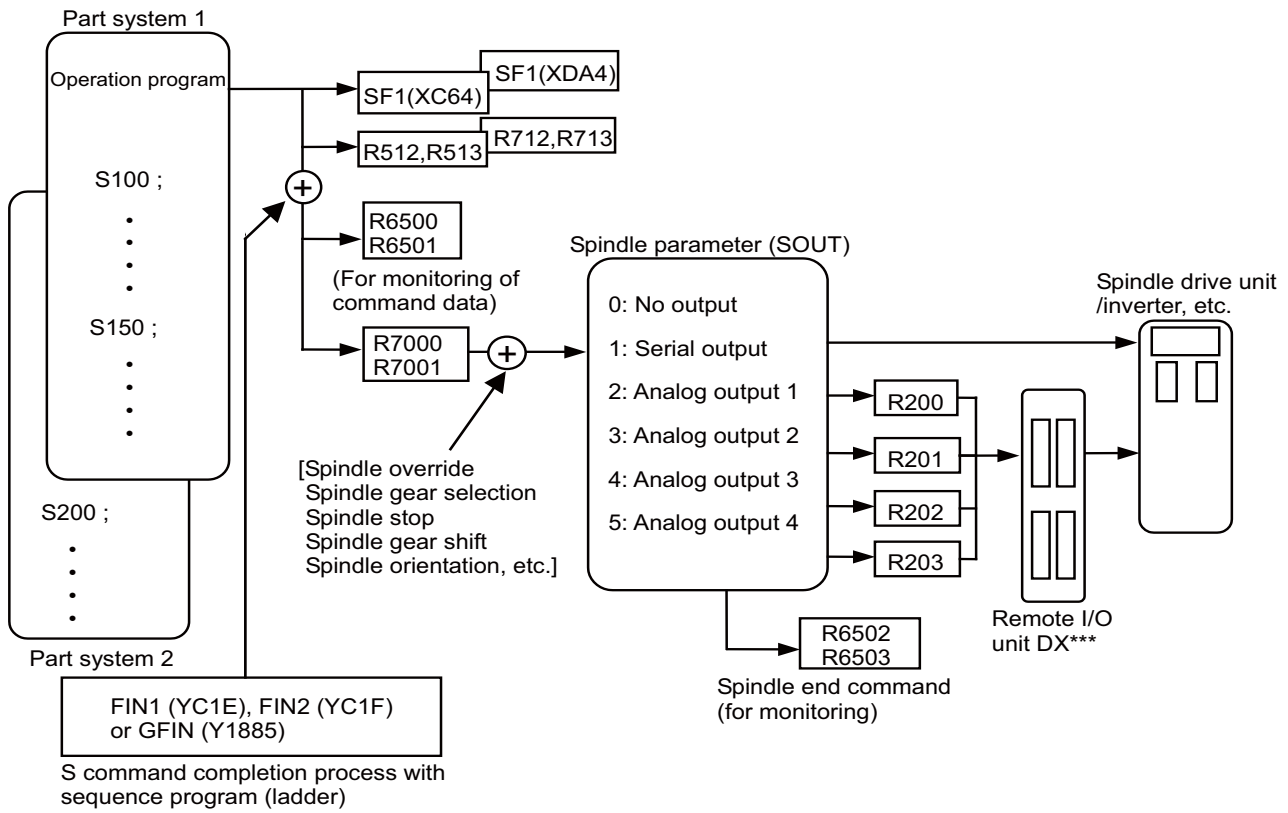 Part system 1
Operation program
S100 ;
S150 ;
S200 ;
Part system 2
SF1(XC64)
SF1(XDA4)
R512,R513
R712,R713
+
R6500
R6501
(For monitoring of
command data)
R7000
R7001
+
[Spindle override
Spindle gear selection
Spindle stop
Spindle gear shift
Spindle orientation, etc.]
FIN1 (YC1E), FIN2 (YC1F)
or GFIN (Y1885)
S command completion process with
sequence program (ladder)
Spindle parameter (SOUT)
0: No output
1: Serial output
2: Analog output 1
3: Analog output 2
4: Analog output 3
5: Analog output 4
R200
R201
R202
R203
R6502
R6503
Spindle end command
(for monitoring)
Remote I/O
unit DX***
Spindle drive unit
/inverter, etc.